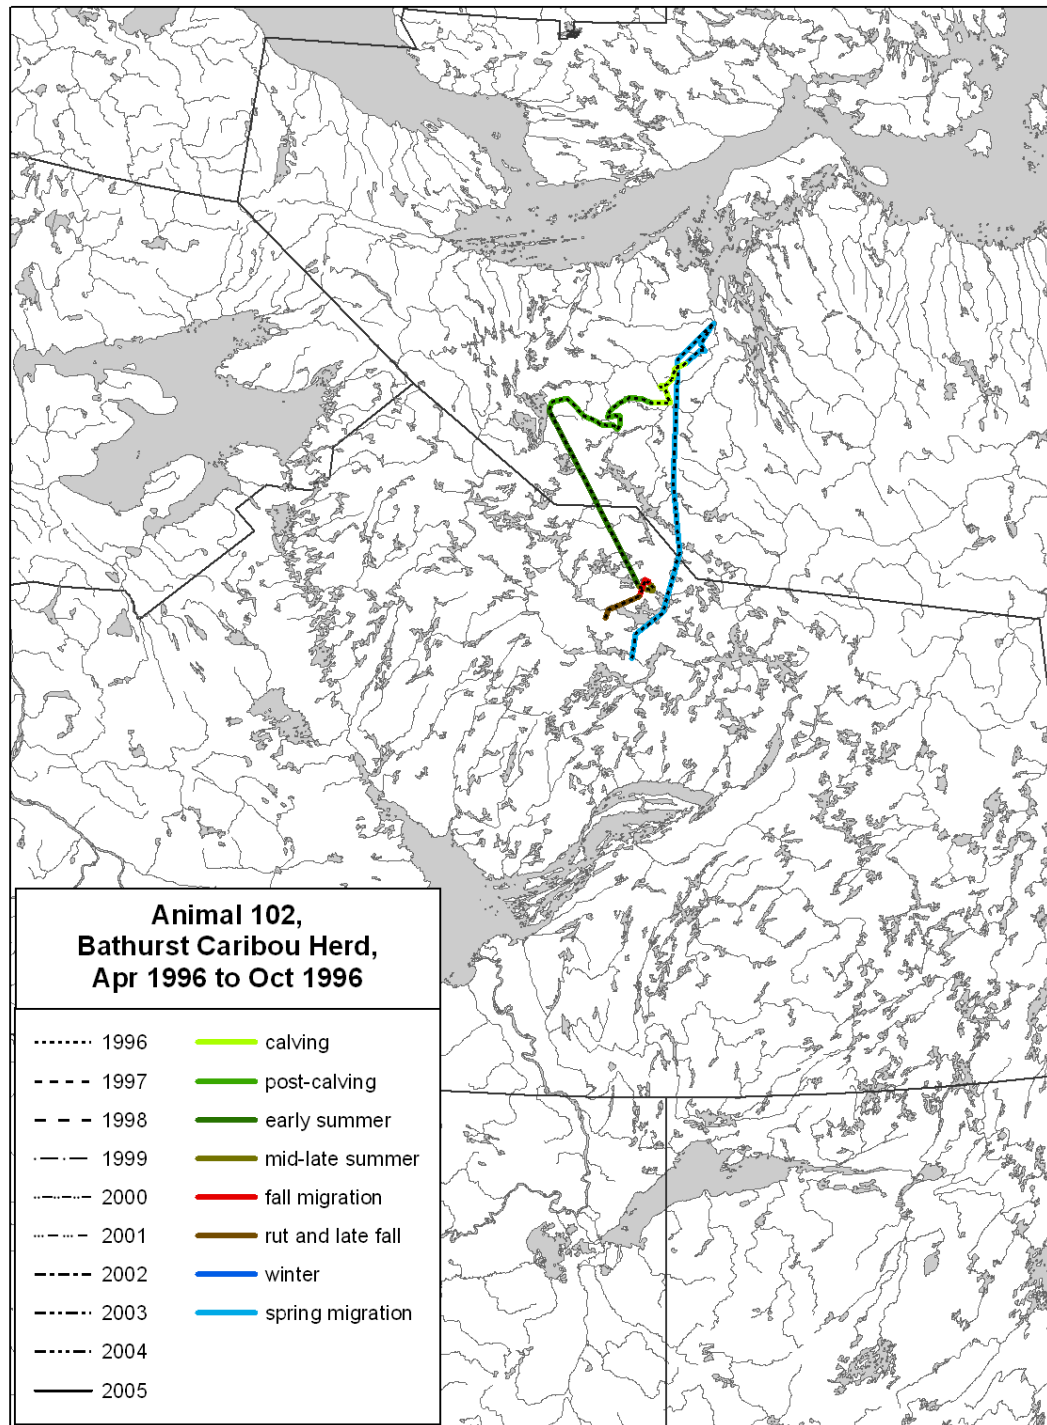 Animal 102,
Bathurst Caribou Herd,
Apr 1996 to Oct 1996
1996 calving
1997 post-calving
1998 early summer
1999 mid-late summer
2000 fall migration
2001 rut and late fall
2002 winter
2003 spring migration
2004
2005